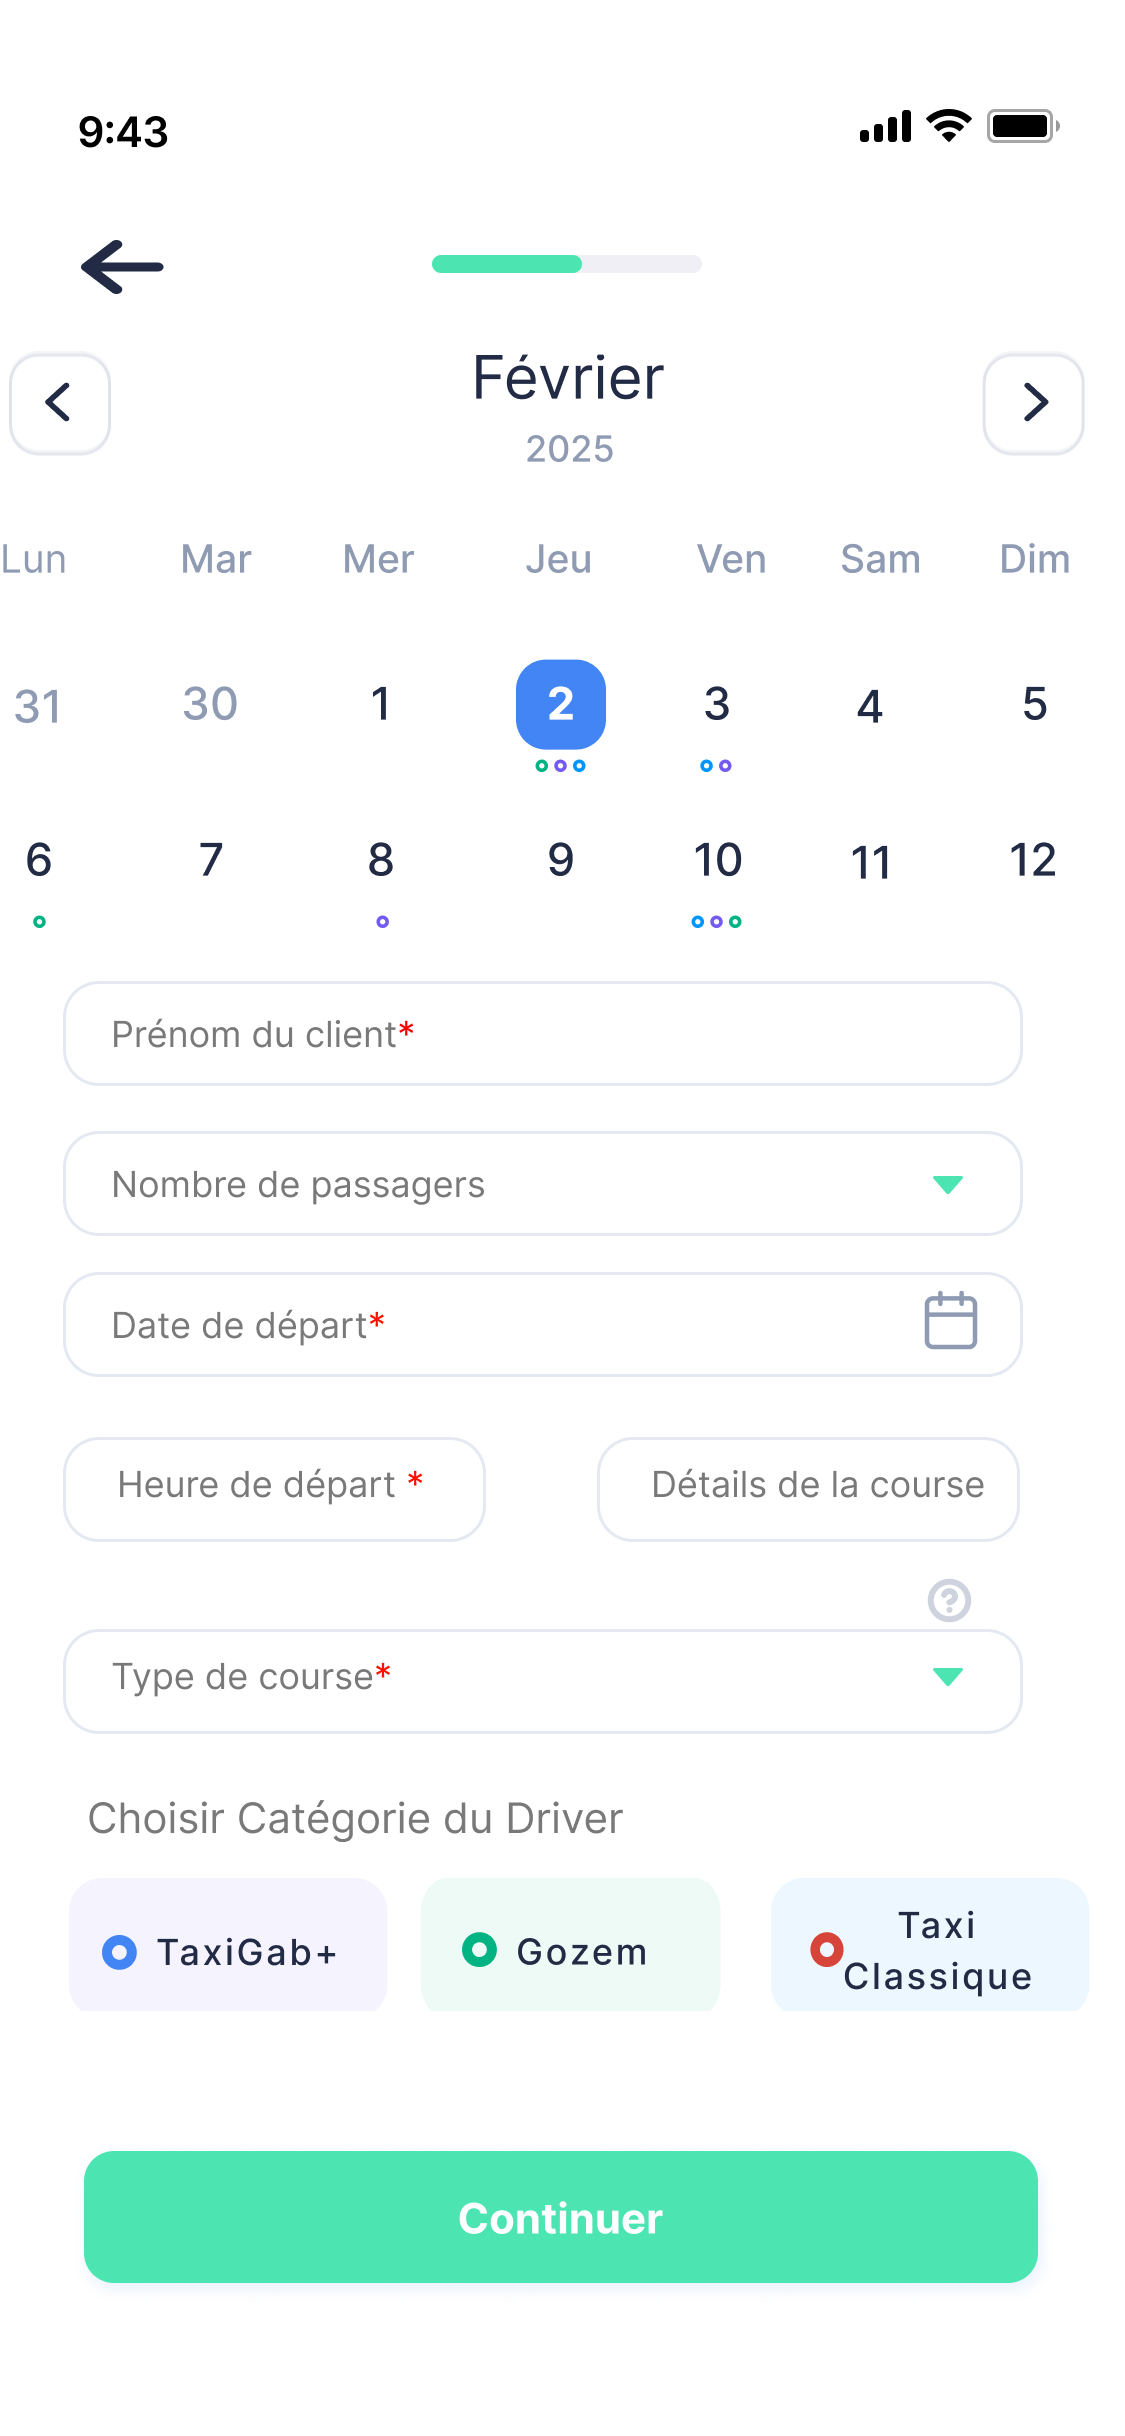 9:43
Février
2025
Lun Mar Mer Jeu Ven Sam Dim
31 30 1 2 3 4 5
6 7 8 9 10 11 12
Prénom du client*
Nombre de passagers
Date de départ*
Heure de départ * Détails de la course
?
Type de course*
Choisir Catégorie du Driver
TaxiGab+ Gozem Taxi
Classique
Continuer